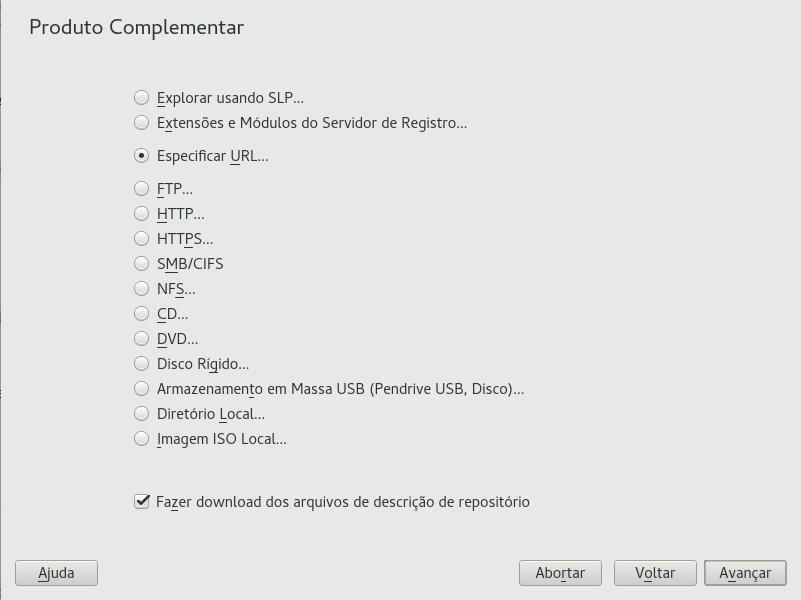 Produto Complementar
Explorar usando SLP...
Extensões e Módulos do Servidor de Registro...
Especificar URL...
FTP...
HTTP...
HTTPS...
SMB/CIFS
NFS...
CD...
DVD...
Disco Rígido...
Armazenamento em Massa USB (Pendrive USB, Disco)...
Diretório Local...
Imagem ISO Local...
Fazer download dos arquivos de descrição de repositório
Ajuda
Abortar
Voltar
Avançar